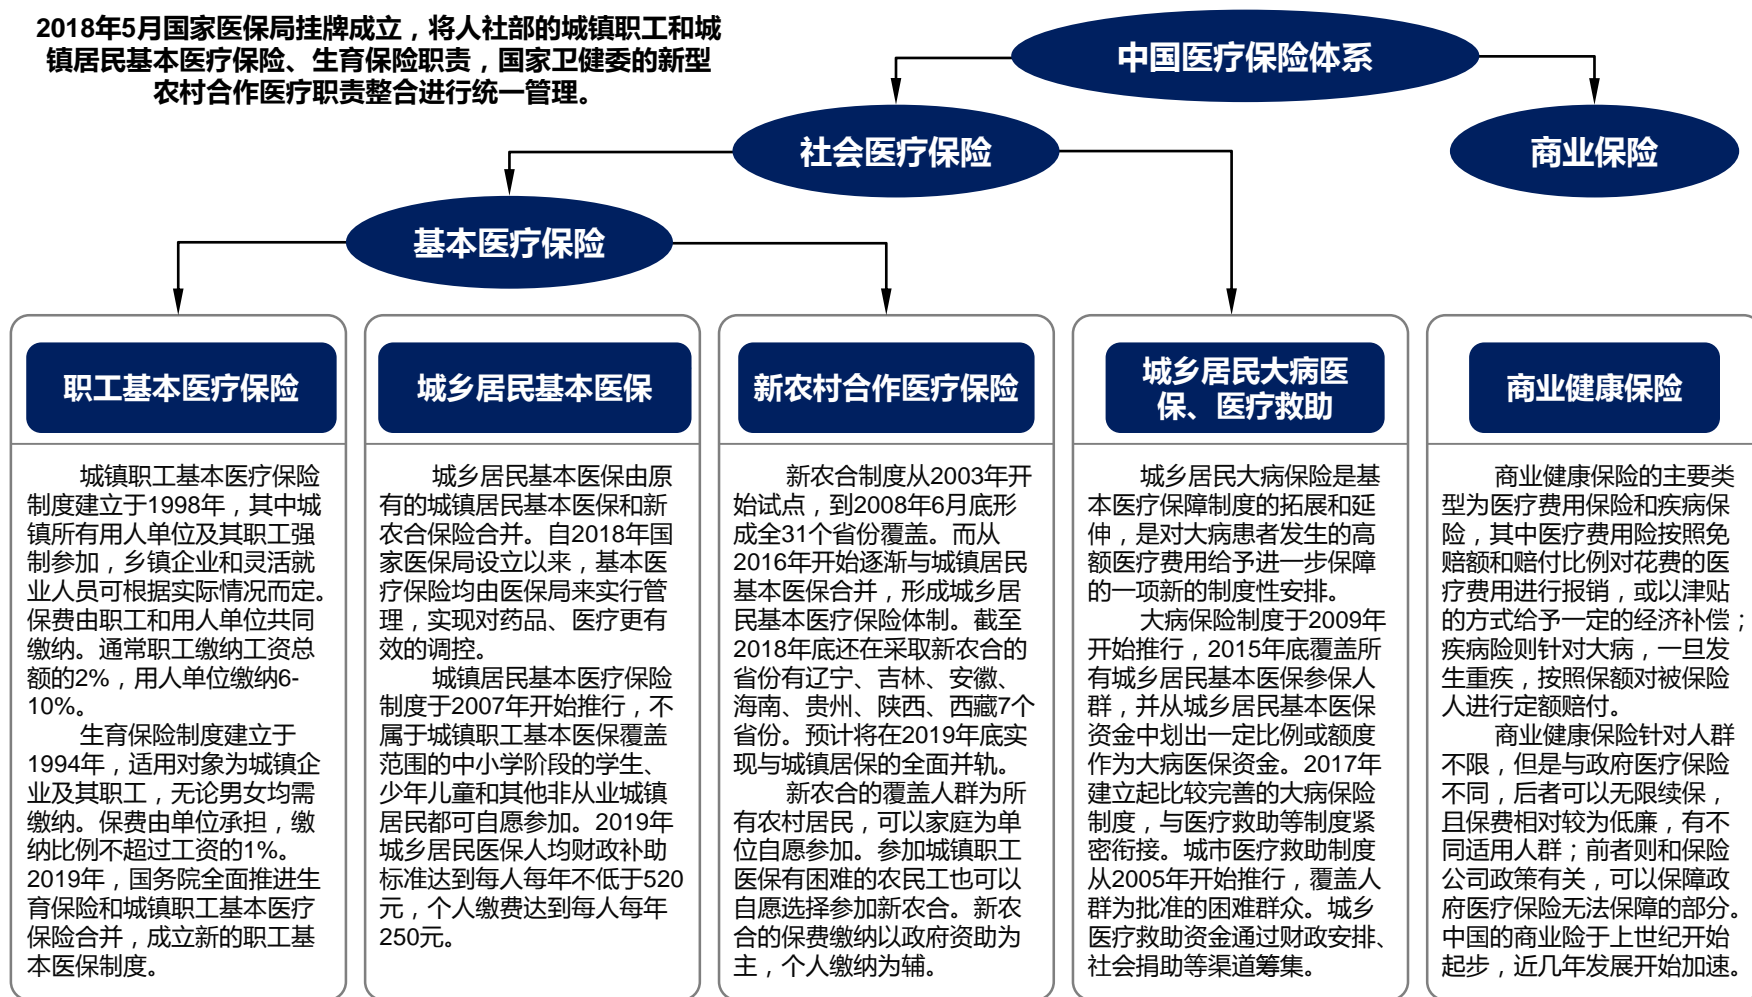 2018年5月国家医保局挂牌成立，将人社部的城镇职工和城
镇居民基本医疗保险、生育保险职责，国家卫健委的新型
农村合作医疗职责整合进行统一管理。
中国医疗保险体系
社会医疗保险
商业保险
基本医疗保险
职工基本医疗保险
城镇职工基本医疗保险
制度建立于1998年，其中城
镇所有用人单位及其职工强
制参加，乡镇企业和灵活就
业人员可根据实际情况而定。
保费由职工和用人单位共同
缴纳。通常职工缴纳工资总
额的2%，用人单位缴纳6-
10%。
生育保险制度建立于
1994年，适用对象为城镇企
业及其职工，无论男女均需
缴纳。保费由单位承担，缴
纳比例不超过工资的1%。
2019年，国务院全面推进生
育保险和城镇职工基本医疗
保险合并，成立新的职工基
本医保制度。
城乡居民基本医保
城乡居民基本医保由原
有的城镇居民基本医保和新
农合保险合并。自2018年国
家医保局设立以来，基本医
疗保险均由医保局来实行管
理，实现对药品、医疗更有
效的调控。
城镇居民基本医疗保险
制度于2007年开始推行，不
属于城镇职工基本医保覆盖
范围的中小学阶段的学生、
少年儿童和其他非从业城镇
居民都可自愿参加。2019年
城乡居民医保人均财政补助
标准达到每人每年不低于520
元，个人缴费达到每人每年
250元。
新农村合作医疗保险
新农合制度从2003年开
始试点，到2008年6月底形
成全31个省份覆盖。而从
2016年开始逐渐与城镇居民
基本医保合并，形成城乡居
民基本医疗保险体制。截至
2018年底还在采取新农合的
省份有辽宁、吉林、安徽、
海南、贵州、陕西、西藏7个
省份。预计将在2019年底实
现与城镇居保的全面并轨。
新农合的覆盖人群为所
有农村居民，可以家庭为单
位自愿参加。参加城镇职工
医保有困难的农民工也可以
自愿选择参加新农合。新农
合的保费缴纳以政府资助为
主，个人缴纳为辅。
城乡居民大病医
保、医疗救助
城乡居民大病保险是基
本医疗保障制度的拓展和延
伸，是对大病患者发生的高
额医疗费用给予进一步保障
的一项新的制度性安排。
大病保险制度于2009年
开始推行，2015年底覆盖所
有城乡居民基本医保参保人
群，并从城乡居民基本医保
资金中划出一定比例或额度
作为大病医保资金。2017年
建立起比较完善的大病保险
制度，与医疗救助等制度紧
密衔接。城市医疗救助制度
从2005年开始推行，覆盖人
群为批准的困难群众。城乡
医疗救助资金通过财政安排、
社会捐助等渠道筹集。
商业健康保险
商业健康保险的主要类
型为医疗费用保险和疾病保
险，其中医疗费用险按照免
赔额和赔付比例对花费的医
疗费用进行报销，或以津贴
的方式给予一定的经济补偿；
疾病险则针对大病，一旦发
生重疾，按照保额对被保险
人进行定额赔付。
商业健康保险针对人群
不限，但是与政府医疗保险
不同，后者可以无限续保，
且保费相对较为低廉，有不
同适用人群；前者则和保险
公司政策有关，可以保障政
府医疗保险无法保障的部分。
中国的商业险于上世纪开始
起步，近几年发展开始加速。